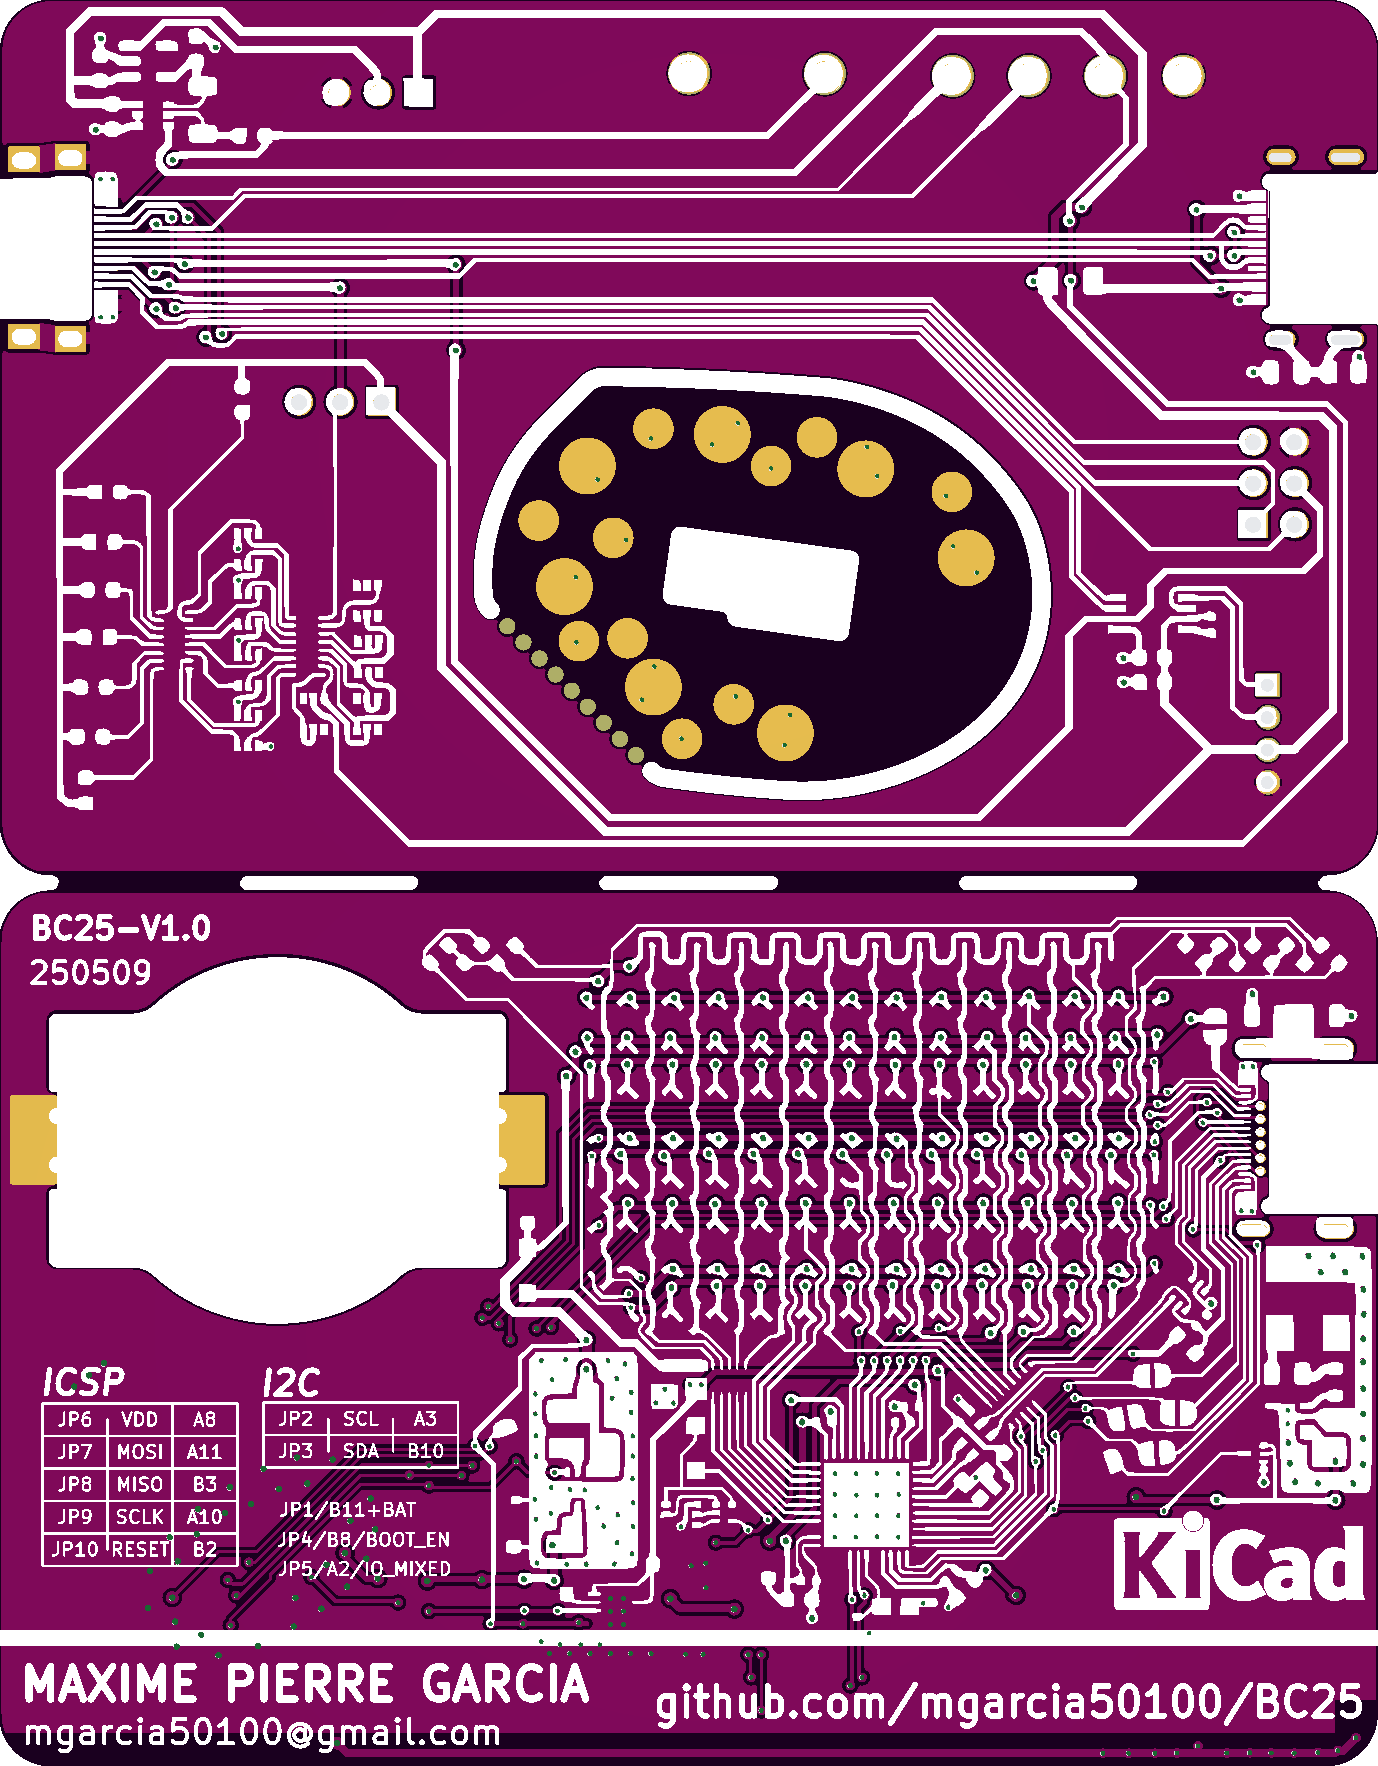 BC25-V1.0
250509
ICSP
JP6 VDD A8
JP7 MOSI A11
JP8 MISO B3
JP9 SCLK A10
JP10 RESET B2
I2C
JP2 SCL A3
JP3 SDA B10
JP1/B11+BAT
JP4/B8/BOOT_EN
JP5/A2/IO_MIXED
KiCad
MAXIME PIERRE GARCIA
mgarcia50100@gmail.com
github.com/mgarcia50100/BC25